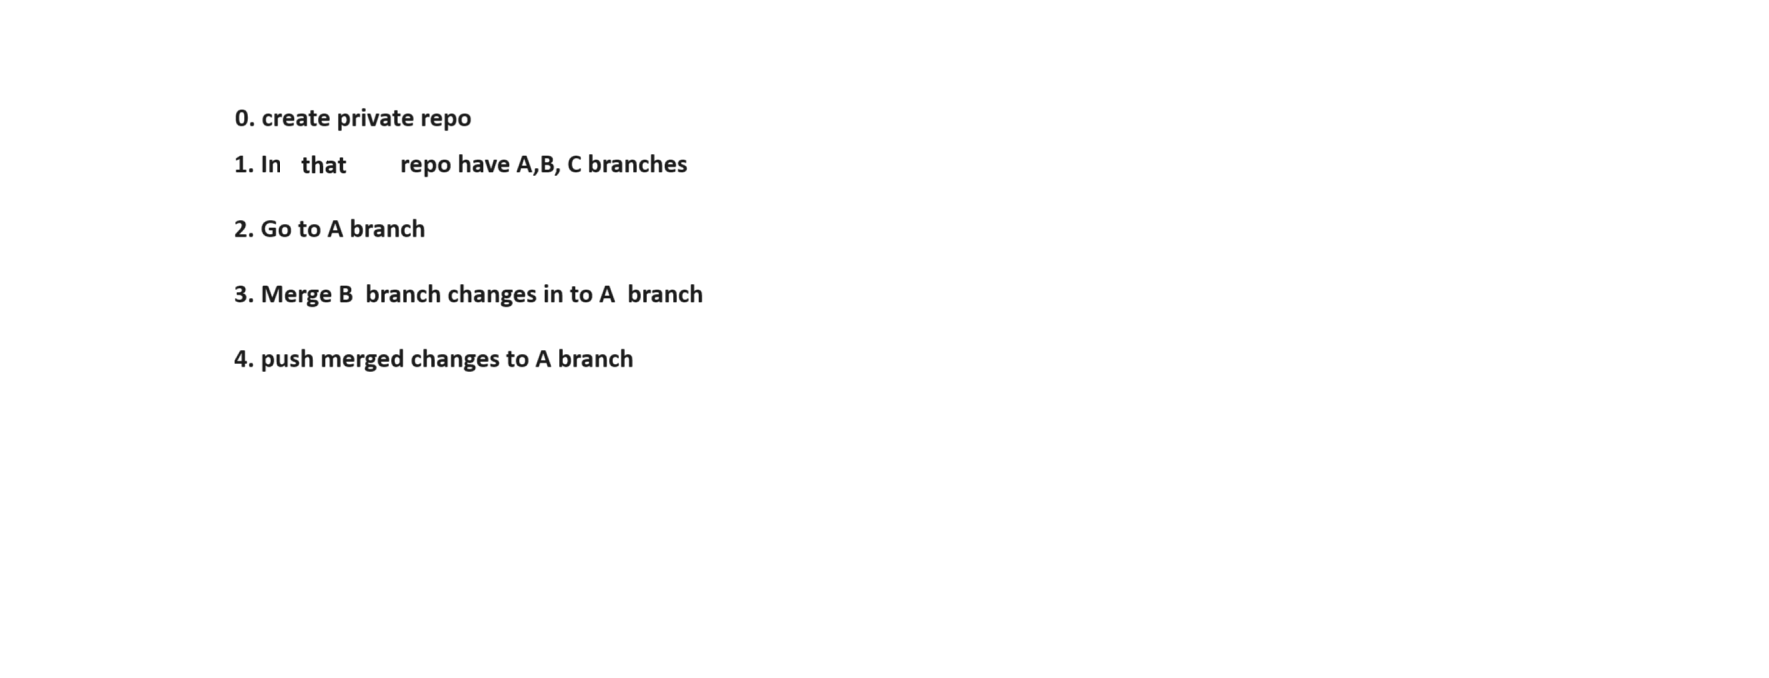 0. create private repo
1. In that repo have A,B, C branches
2. Go to A branch
3. Merge B branch changes in to A branch
4. push merged changes to A branch